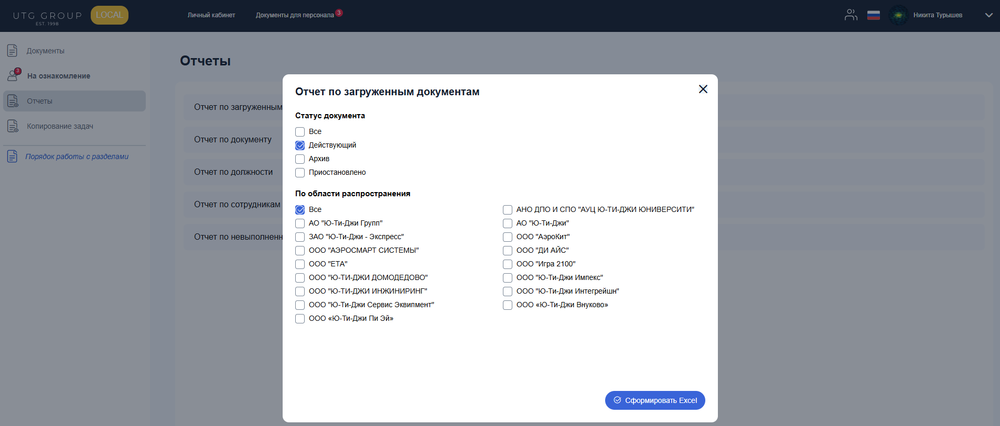 UTG GROUP
EST. 1998
LOCAL
Личный кабинет
Документы для персонала
3
Никита Турышев
Документы
3
На ознакомление
Отчеты
Копирование задач
Порядок работы с разделами
Отчеты
Отчет по загруженным
Отчет по документу
Отчет по должности
Отчет по сотрудникам
Отчет по невыполненн
Отчет по загруженным документам
Статус документа
Все
Действующий
Архив
Приостановлено
По области распространения
Все
АНО ДПО И СПО "АУЦ Ю-ТИ-ДЖИ ЮНИВЕРСИТИ"
АО "Ю-Ти-Джи Групп"
АО "Ю-Ти-Джи"
ЗАО "Ю-Ти-Джи - Экспресс"
ООО "АэроКит"
ООО "АЭРОСМАРТ СИСТЕМЫ"
ООО "ДИ АЙС"
ООО "ЕТА"
ООО "Игра 2100"
ООО "Ю-ТИ-ДЖИ ДОМОДЕДОВО"
ООО "Ю-Ти-Джи Импекс"
ООО "Ю-ТИ-ДЖИ ИНЖИНИРИНГ"
ООО "Ю-Ти-Джи Интегрейшн"
ООО "Ю-Ти-Джи Сервис Эквипмент"
ООО «Ю-Ти-Джи Внуково»
ООО «Ю-Ти-Джи Пи Эй»
Сформировать Excel